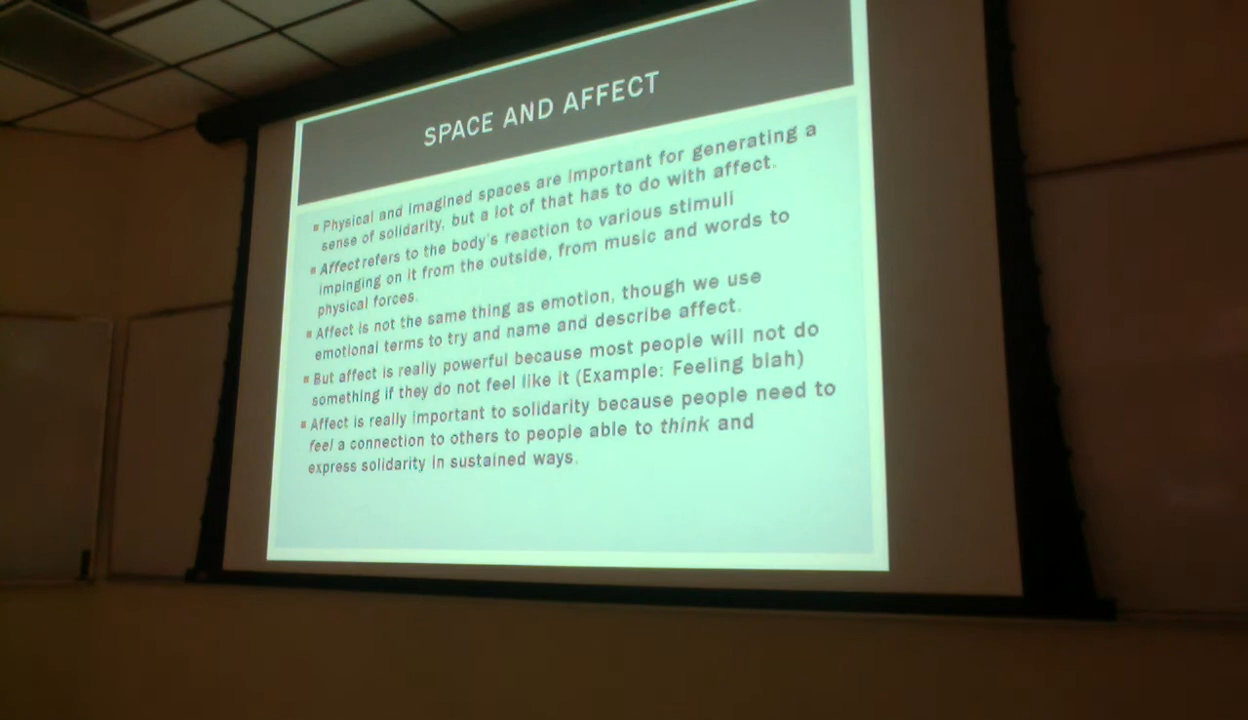 SPACE AND AFFECT
▪ Physical and imagined spaces are important for generating a
sense of solidarity, but a lot of that has to do with affect.
▪ Affect refers to the body's reaction to various stimuli
impinging on it from the outside, from music and words to
physical forces.
▪ Affect is not the same thing as emotion, though we use
emotional terms to try and name and describe affect.
▪ But affect is really powerful because most people will not do
something if they do not feel like it (Example: Feeling blah)
▪ Affect is really important to solidarity because people need to
feel a connection to others to people able to think and
express solidarity in sustained ways.